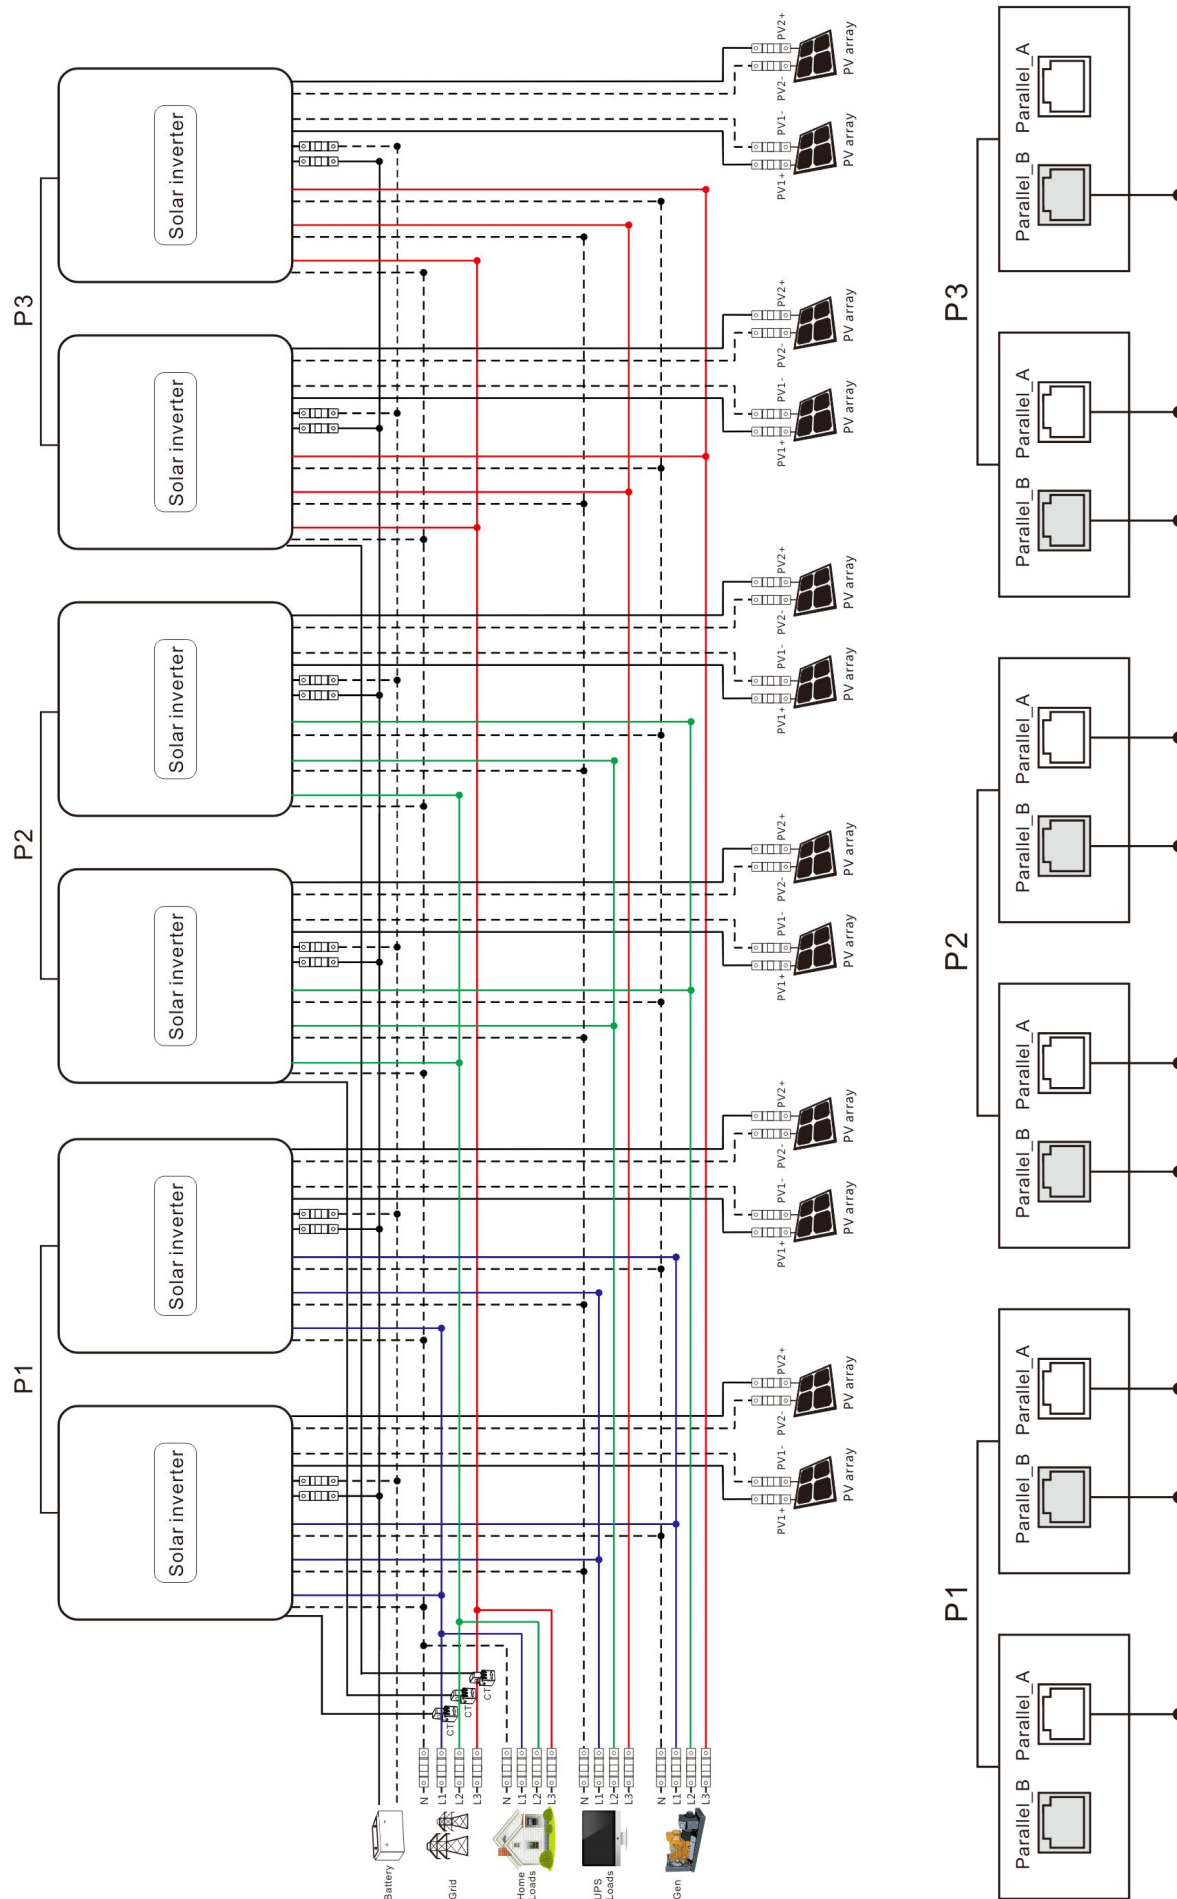 P1
P2
P3
Solar inverter
Solar inverter
Solar inverter
Solar inverter
Solar inverter
Solar inverter
CT
CT
CT
Battery
Grid
N
L1
L2
L3
Home
Loads
N
L1
L2
L3
UPS
Loads
N
L1
L2
L3
Gen
N
L1
L2
L3
PV1+
PV1-
PV2-
PV2+
PV array
PV array
PV1+
PV1-
PV2-
PV2+
PV array
PV array
PV1+
PV1-
PV2-
PV2+
PV array
PV array
PV1+
PV1-
PV2-
PV2+
PV array
PV array
PV1+
PV1-
PV2-
PV2+
PV array
PV array
PV1+
PV1-
PV2-
PV2+
PV array
PV array
P1
P2
P3
Parallel_B
Parallel_A
Parallel_B
Parallel_A
Parallel_B
Parallel_A
Parallel_B
Parallel_A
Parallel_B
Parallel_A
Parallel_B
Parallel_A